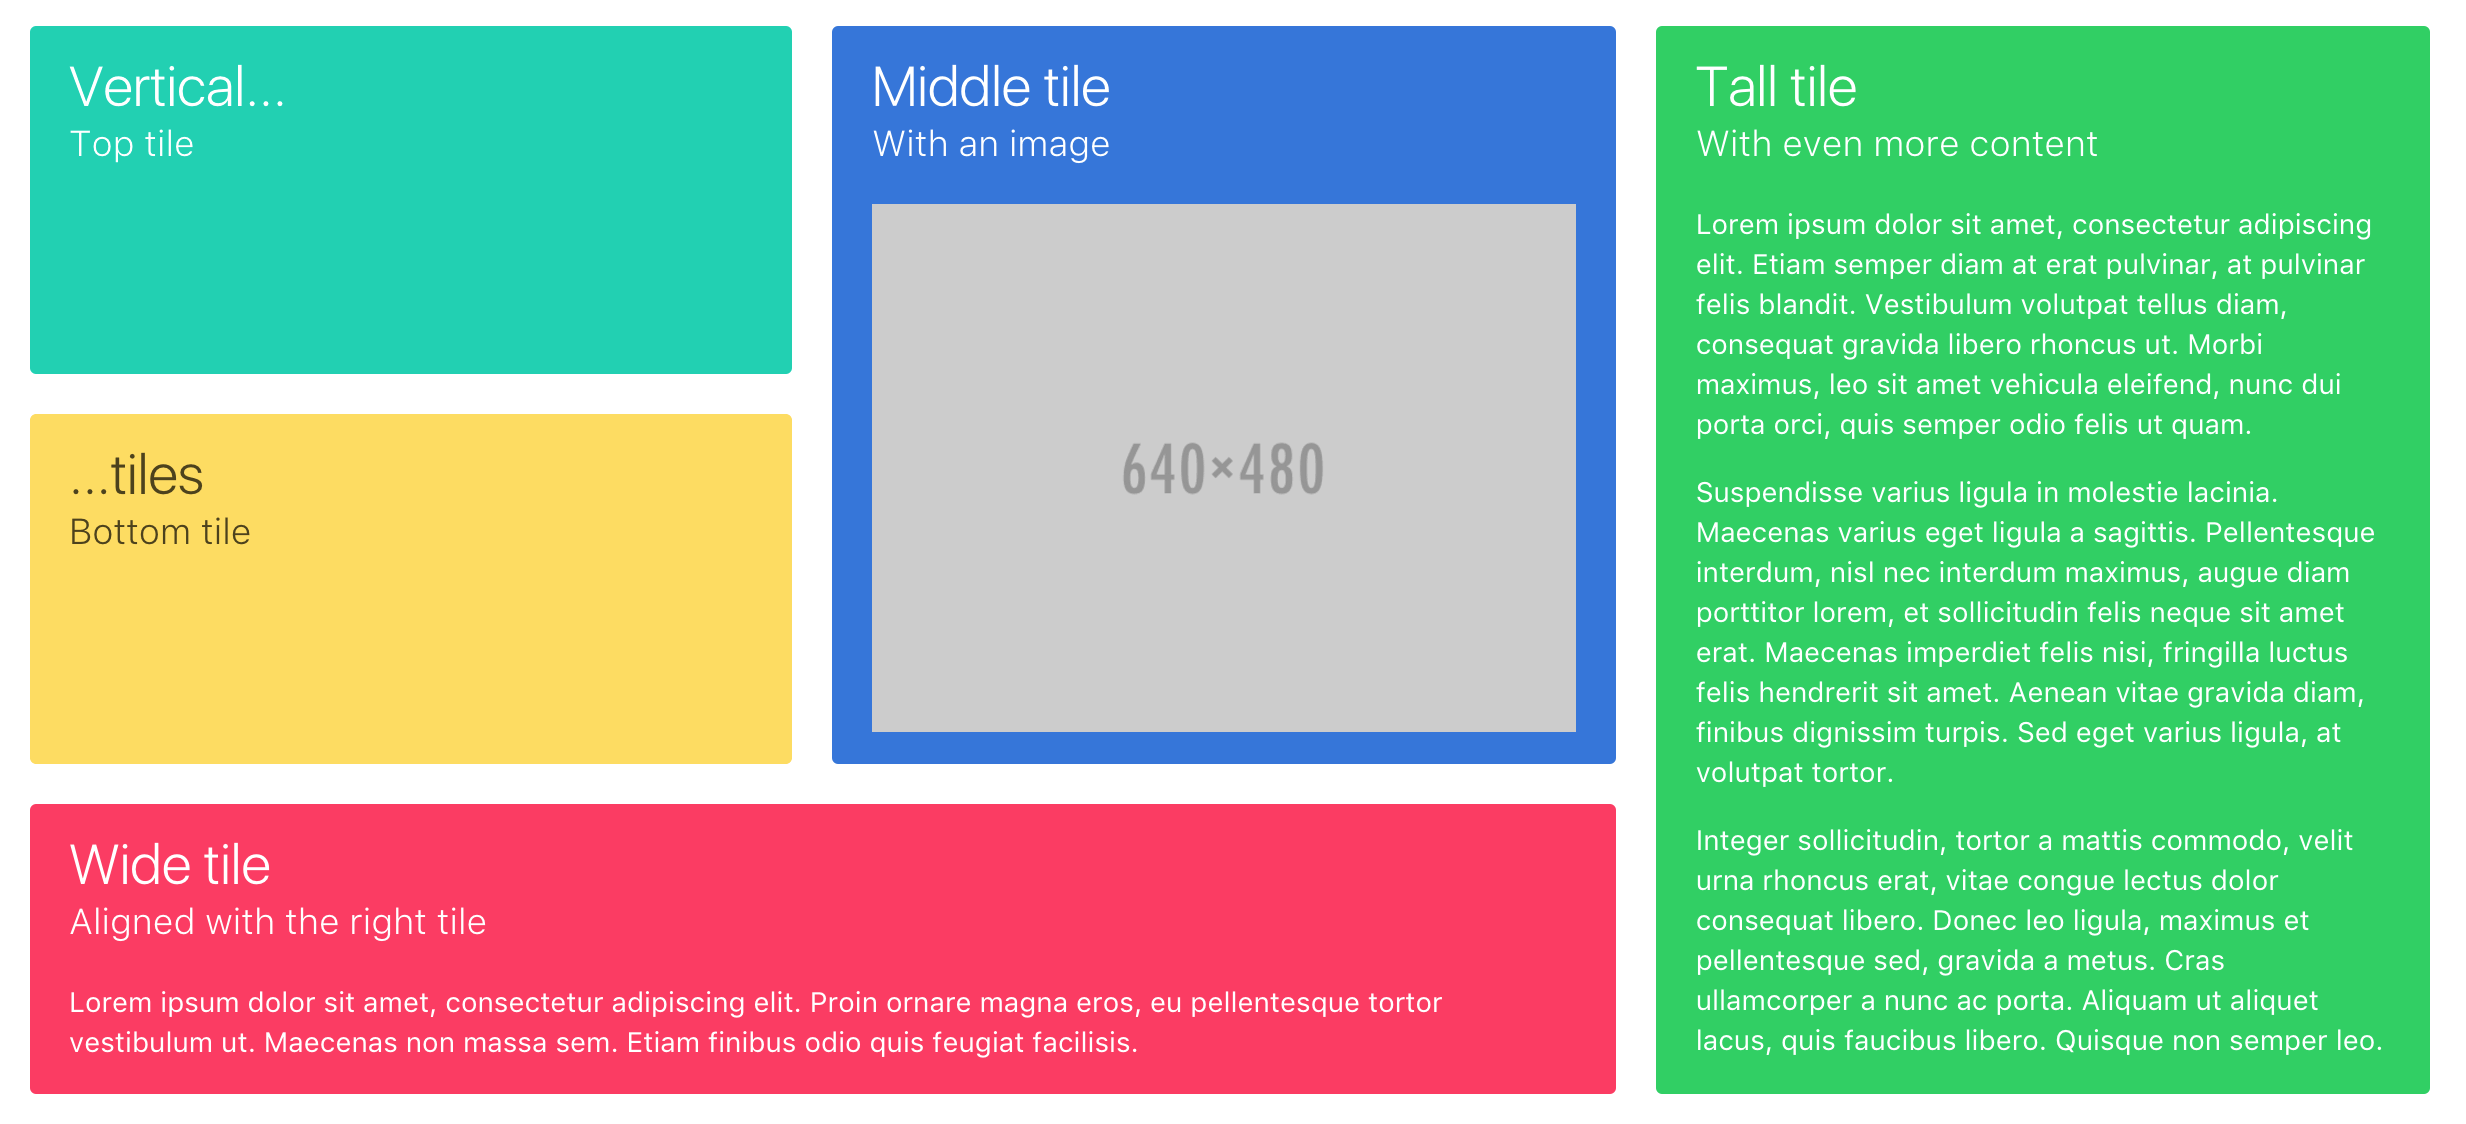 Vertical...
Top tile
...tiles
Bottom tile
Middle tile
With an image
640×480
Wide tile
Aligned with the right tile
Lorem ipsum dolor sit amet, consectetur adipiscing elit. Proin ornare magna eros, eu pellentesque tortor
vestibulum ut. Maecenas non massa sem. Etiam finibus odio quis feugiat facilisis.
Tall tile
With even more content
Lorem ipsum dolor sit amet, consectetur adipiscing
elit. Etiam semper diam at erat pulvinar, at pulvinar
felis blandit. Vestibulum volutpat tellus diam,
consequat gravida libero rhoncus ut. Morbi
maximus, leo sit amet vehicula eleifend, nunc dui
porta orci, quis semper odio felis ut quam.
Suspendisse varius ligula in molestie lacinia.
Maecenas varius eget ligula a sagittis. Pellentesque
interdum, nisl nec interdum maximus, augue diam
porttitor lorem, et sollicitudin felis neque sit amet
erat. Maecenas imperdiet felis nisi, fringilla luctus
felis hendrerit sit amet. Aenean vitae gravida diam,
finibus dignissim turpis. Sed eget varius ligula, at
volutpat tortor.
Integer sollicitudin, tortor a mattis commodo, velit
urna rhoncus erat, vitae congue lectus dolor
consequat libero. Donec leo ligula, maximus et
pellentesque sed, gravida a metus. Cras
ullamcorper a nunc ac porta. Aliquam ut aliquet
lacus, quis faucibus libero. Quisque non semper leo.